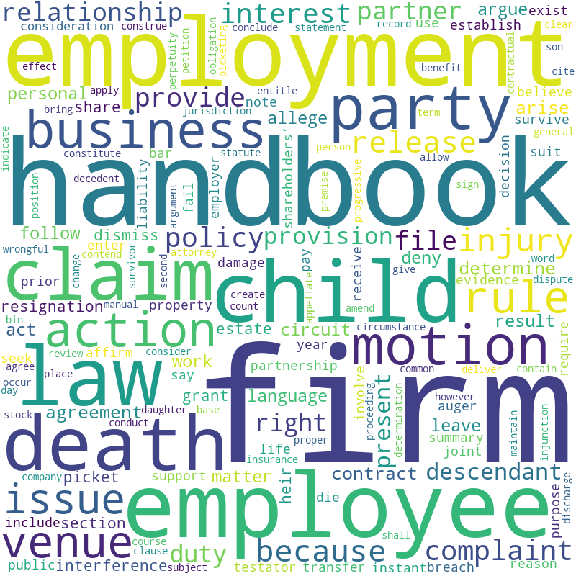 relationship interest partner argue exist
consideration construe establish use record clear
employment
effect perpetuity petition obligation picketing contractual son cite
apply conclude statement entitle benefit
personal provide party believe
bring share jurisdiction note allege arise
business release survive
indicate constitute bar statute term general
handbook
position decedent liability argument fail employer shareholders' person premise progressive allow sign decision suit
follow dismiss policy provision file injury
wrongful change contend enter survival second attorney damage pay receive deny determine word
claim child rule
resignation prior manual property create count appellate amend evidence dispute
bin action estate circuit year circumstance result require
act seek review affirm consider work partnership motion
agree place say
law firm
occur day stock daughter base grant language involve proceeding determination common deliver contain
agreement conduct proper right present however auger leave maintain injunction
death
company support life insurance heir summary joint
issue picket matter die contract descendant discharge
employee
include section because purpose
venue course clause duty shall complaint
public interference subject testator transfer instant breach reason